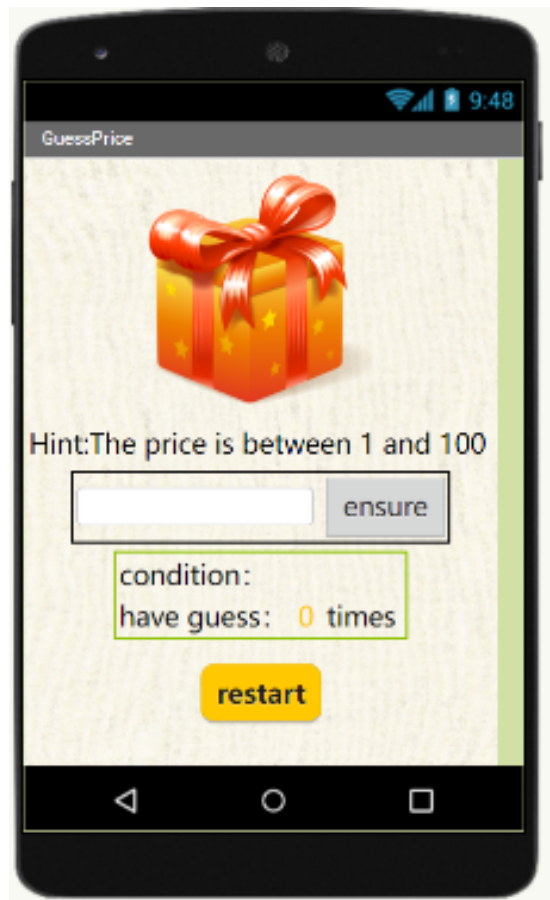 9:48
GuessPrice
Hint:The price is between 1 and 100
ensure
condition:
have guess: 0 times
restart